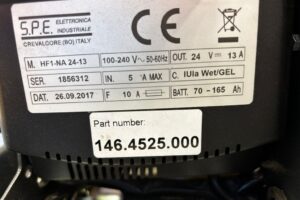 S.P.E. ELETTRONICA INDUSTRIALE
CREVALCORE (BO) ITALY
CE
M. HF1-NA 24-13 100-240 V~ 50-60Hz OUT. 24 V⎓ 13 A
SER. 1856312 IN. 5 ~A MAX C. IUIa Wet/GEL
DAT. 26.09.2017 F 10 A BATT. 70 - 165 Ah
Part number:
146.4525.000